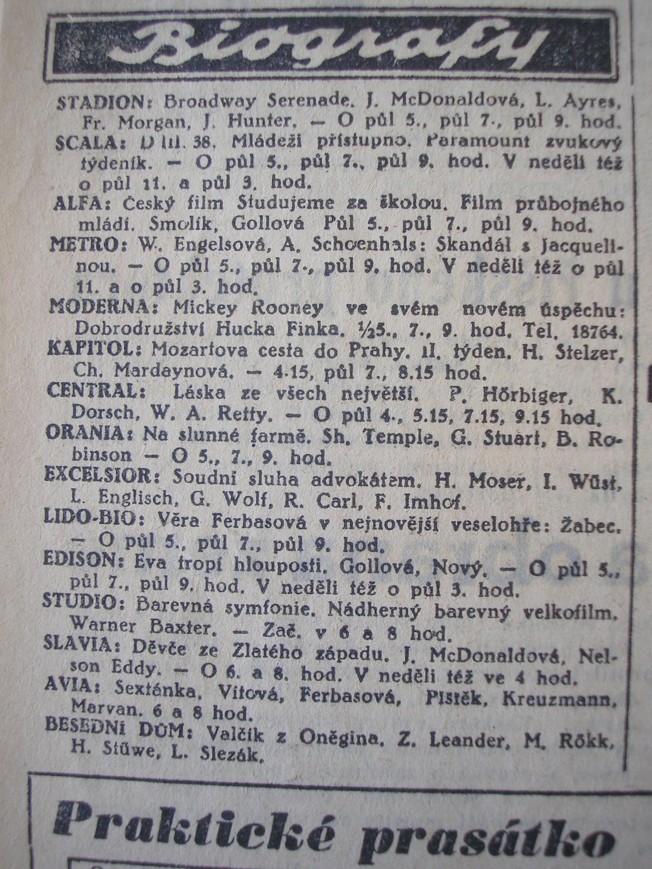 Biografy
STADION: Broadway Serenade. J. McDonaldová, L. Ayres,
Fr. Morgan, J. Hunter. — O půl 5., půl 7., půl 9. hod.
SCALA: D III. 38. Mládeži přístupno. Paramount zvukový
týdeník. — O půl 5., půl 7., půl 9. hod. V neděli též
o půl 11. a půl 3. hod.
ALFA: Český film Studujeme za školou. Film průbojného
mládí. Smolík, Gollová Půl 5., půl 7., půl 9. hod.
METRO: W. Engelsová, A. Schoenhals: Skandál s Jacqueli-
nou. — O půl 5., půl 7., půl 9. hod. V neděli též o půl
11. a o půl 3. hod.
MODERNA: Mickey Rooney ve svém novém úspěchu:
Dobrodružství Hucka Finka. ½5., 7., 9. hod. Tel. 18764.
KAPITOL: Mozartova cesta do Prahy. II. týden. H. Stelzer,
Ch. Mardaynová. — 4.15, půl 7., 8.15 hod.
CENTRAL: Láska ze všech největší. P. Hörbiger, K.
Dorsch, W. A. Retty. — O půl 4., 5.15, 7.15, 9.15 hod.
ORANIA: Na slunné farmě. Sh. Temple, G. Stuart, B. Ro-
binson — O 5., 7., 9. hod.
EXCELSIOR: Soudní sluha advokátem. H. Moser, I. Wüst,
L. Englisch, G. Wolf, R. Carl, F. Imhof.
LIDO-BIO: Věra Ferbasová v nejnovější veselohře: Žabec.
— O půl 5., půl 7., půl 9. hod.
EDISON: Eva tropí hlouposti. Gollová, Nový. — O půl 5.,
půl 7., půl 9. hod. V neděli též o půl 3. hod.
STUDIO: Barevná symfonie. Nádherný barevný velkofilm.
Warner Baxter. — Zač. v 6 a 8 hod.
SLAVIA: Děvče ze Zlatého západu. J. McDonaldová, Nel-
son Eddy. — O 6. a 8. hod. V neděli též ve 4 hod.
AVIA: Sextánka, Vítová, Ferbasová, Plštěk, Kreuzmann,
Marvan. 6 a 8 hod.
BESEDNÍ DŮM: Valčík z Oněgina. Z. Leander, M. Rökk,
H. Stüwe, L. Slezák.
Praktické prasátko